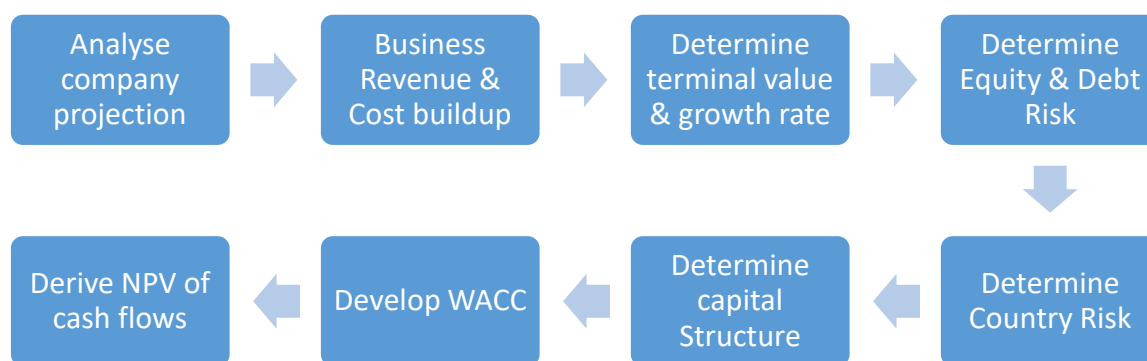 Analyse
company
projection
Business
Revenue &
Cost buildup
Determine
terminal value
& growth rate
Determine
Equity & Debt
Risk
Determine
Country Risk
Determine
capital
Structure
Develop WACC
Derive NPV of
cash flows